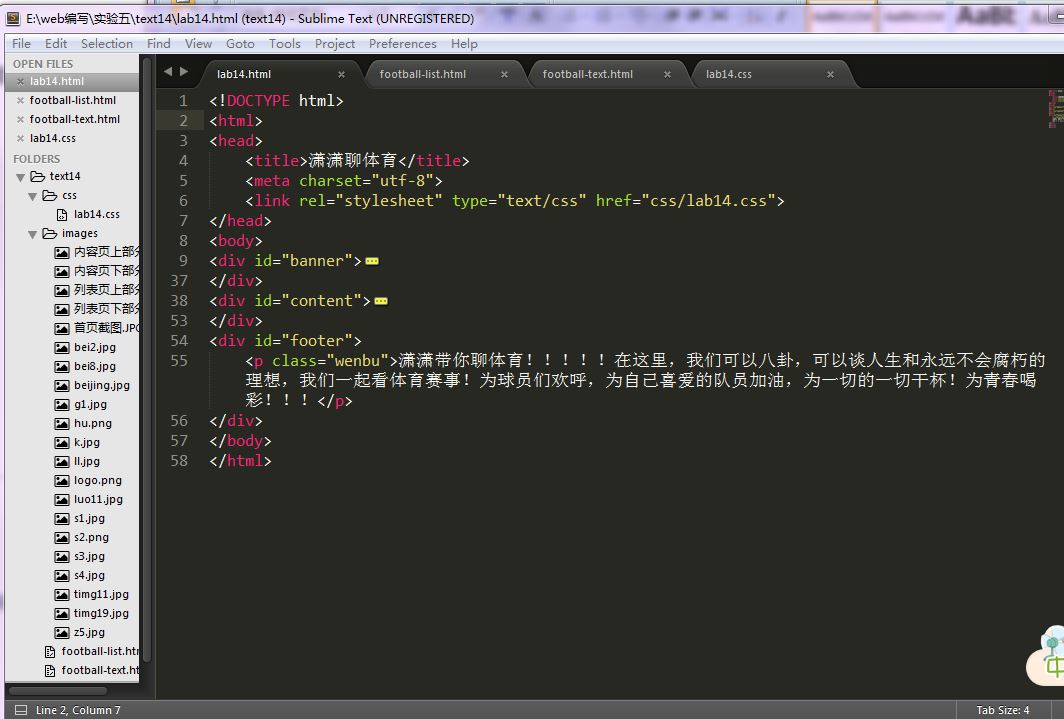 E:\web编写\实验五\text14\lab14.html (text14) - Sublime Text (UNREGISTERED)
File Edit Selection Find View Goto Tools Project Preferences Help
OPEN FILES
lab14.html
football-list.html
football-text.html
lab14.css
FOLDERS
text14
css
lab14.css
images
内容页上部分
内容页下部分
列表页上部分
列表页下部分
首页截图.JPG
bei2.jpg
bei8.jpg
beijing.jpg
g1.jpg
hu.png
k.jpg
ll.jpg
logo.png
luo11.jpg
s1.jpg
s2.png
s3.jpg
s4.jpg
timg11.jpg
timg19.jpg
z5.jpg
football-list.htm
football-text.ht
lab14.html football-list.html football-text.html lab14.css
1 <!DOCTYPE html>
2 <html>
3 <head>
4 <title>潇潇聊体育</title>
5 <meta charset="utf-8">
6 <link rel="stylesheet" type="text/css" href="css/lab14.css">
7 </head>
8 <body>
9 <div id="banner">
37 </div>
38 <div id="content">
53 </div>
54 <div id="footer">
55 <p class="wenbu">潇潇带你聊体育！！！！！在这里，我们可以八卦，可以谈人生和永远不会腐朽的
理想，我们一起看体育赛事！为球员们欢呼，为自己喜爱的队员加油，为一切的一切干杯！为青春喝
彩！！！</p>
56 </div>
57 </body>
58 </html>
中
Line 2, Column 7
Tab Size: 4